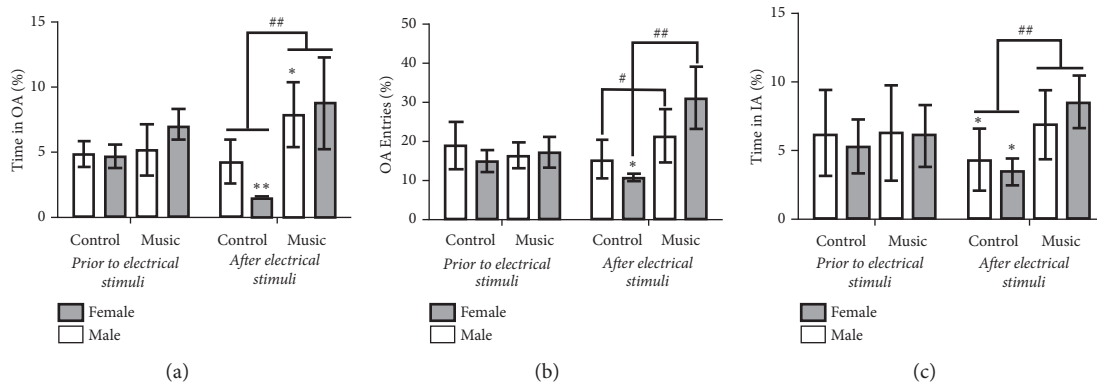 15
10
5
0
Time in OA (%)
##
*
**
Control Music Control Music
Prior to electrical stimuli
After electrical stimuli
Female
Male
(a)
50
40
30
20
10
0
OA Entries (%)
##
#
*
Control Music Control Music
Prior to electrical stimuli
After electrical stimuli
Female
Male
(b)
15
10
5
0
Time in IA (%)
##
*
*
Control Music Control Music
Prior to electrical stimuli
After electrical stimuli
Female
Male
(c)